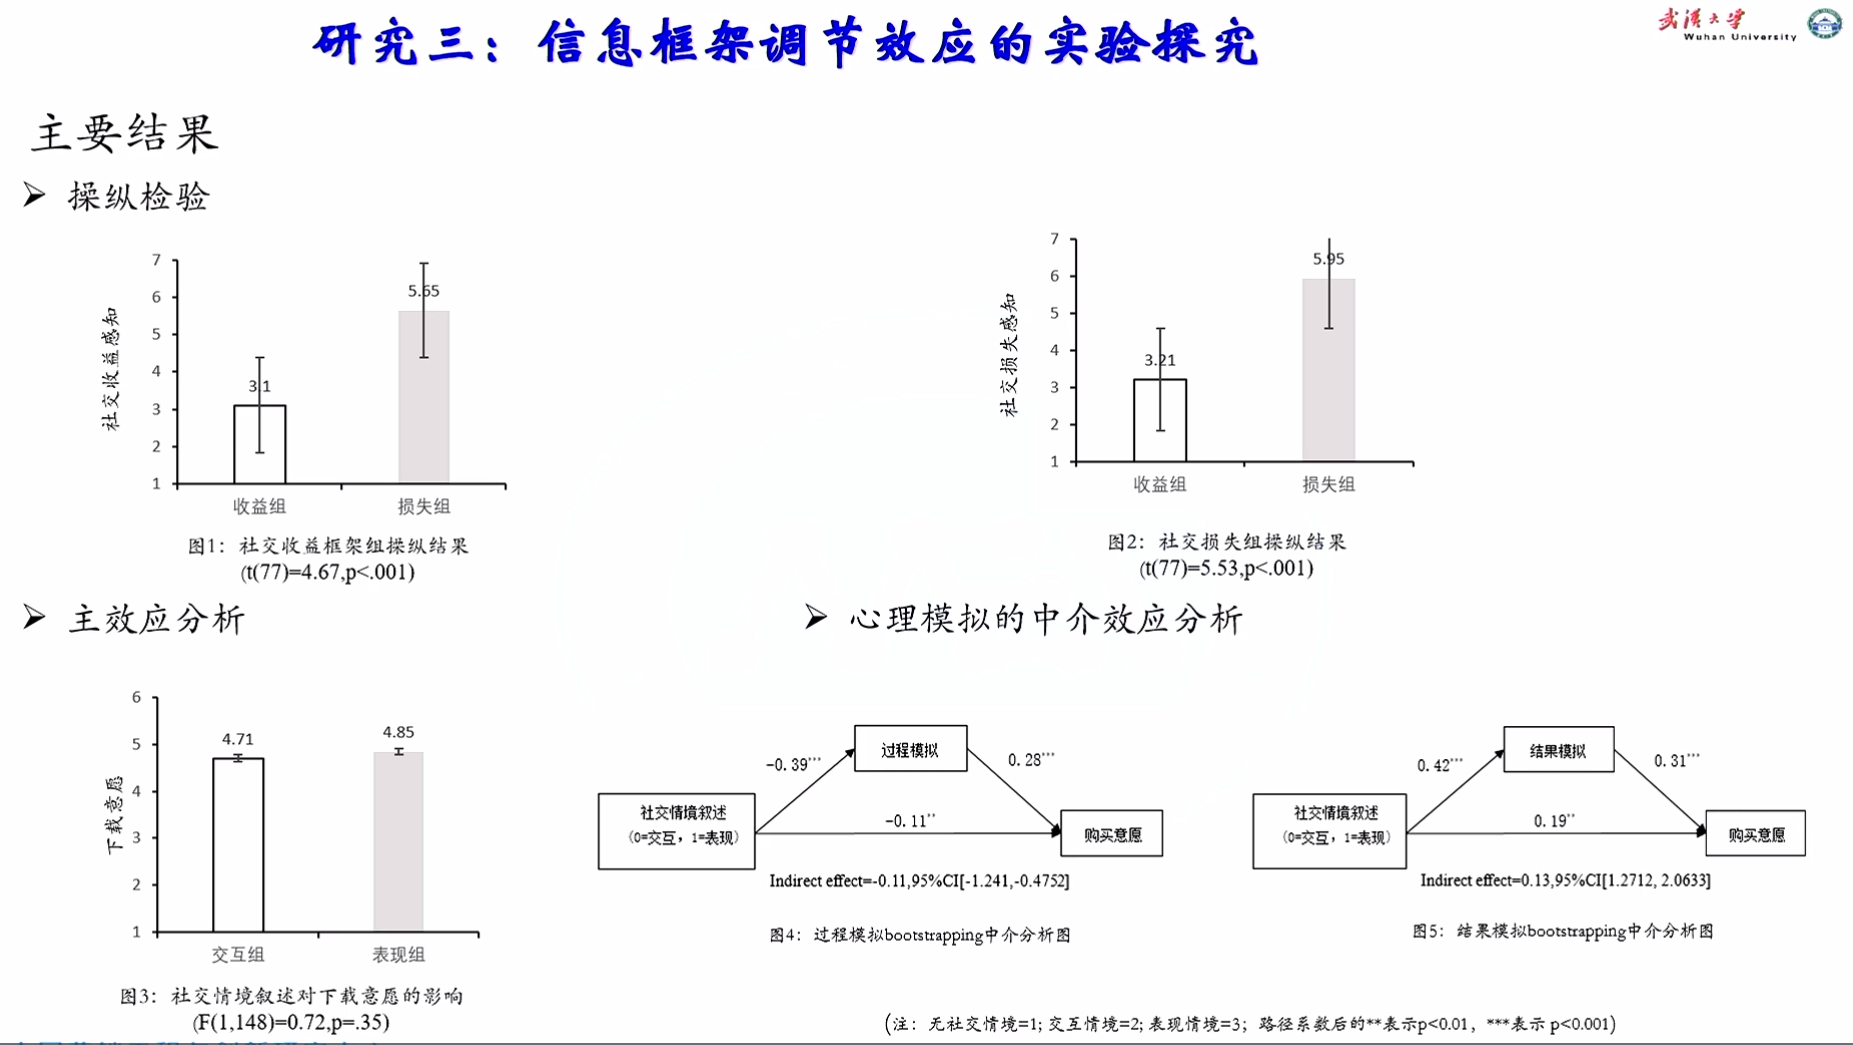 研究三：信息框架调节效应的实验探究
武汉大学
Wuhan University
主要结果
➢ 操纵检验
7
6
5
4
3
2
1
社交收益感知
3.1
5.65
收益组
损失组
图1：社交收益框架组操纵结果
(t(77)=4.67,p<.001)
7
6
5
4
3
2
1
社交损失感知
3.21
5.95
收益组
损失组
图2：社交损失组操纵结果
(t(77)=5.53,p<.001)
➢ 主效应分析
6
5
4
3
2
1
下载意愿
4.71
4.85
交互组
表现组
图3：社交情境叙述对下载意愿的影响
(F(1,148)=0.72,p=.35)
➢ 心理模拟的中介效应分析
过程模拟
-0.39***
0.28***
社交情境叙述
（0=交互，1=表现）
-0.11**
购买意愿
Indirect effect=-0.11,95%CI[-1.241,-0.4752]
图4：过程模拟bootstrapping中介分析图
结果模拟
0.42***
0.31***
社交情境叙述
（0=交互，1=表现）
0.19**
购买意愿
Indirect effect=0.13,95%CI[1.2712, 2.0633]
图5：结果模拟bootstrapping中介分析图
(注：无社交情境=1; 交互情境=2; 表现情境=3；路径系数后的**表示p<0.01，***表示 p<0.001)